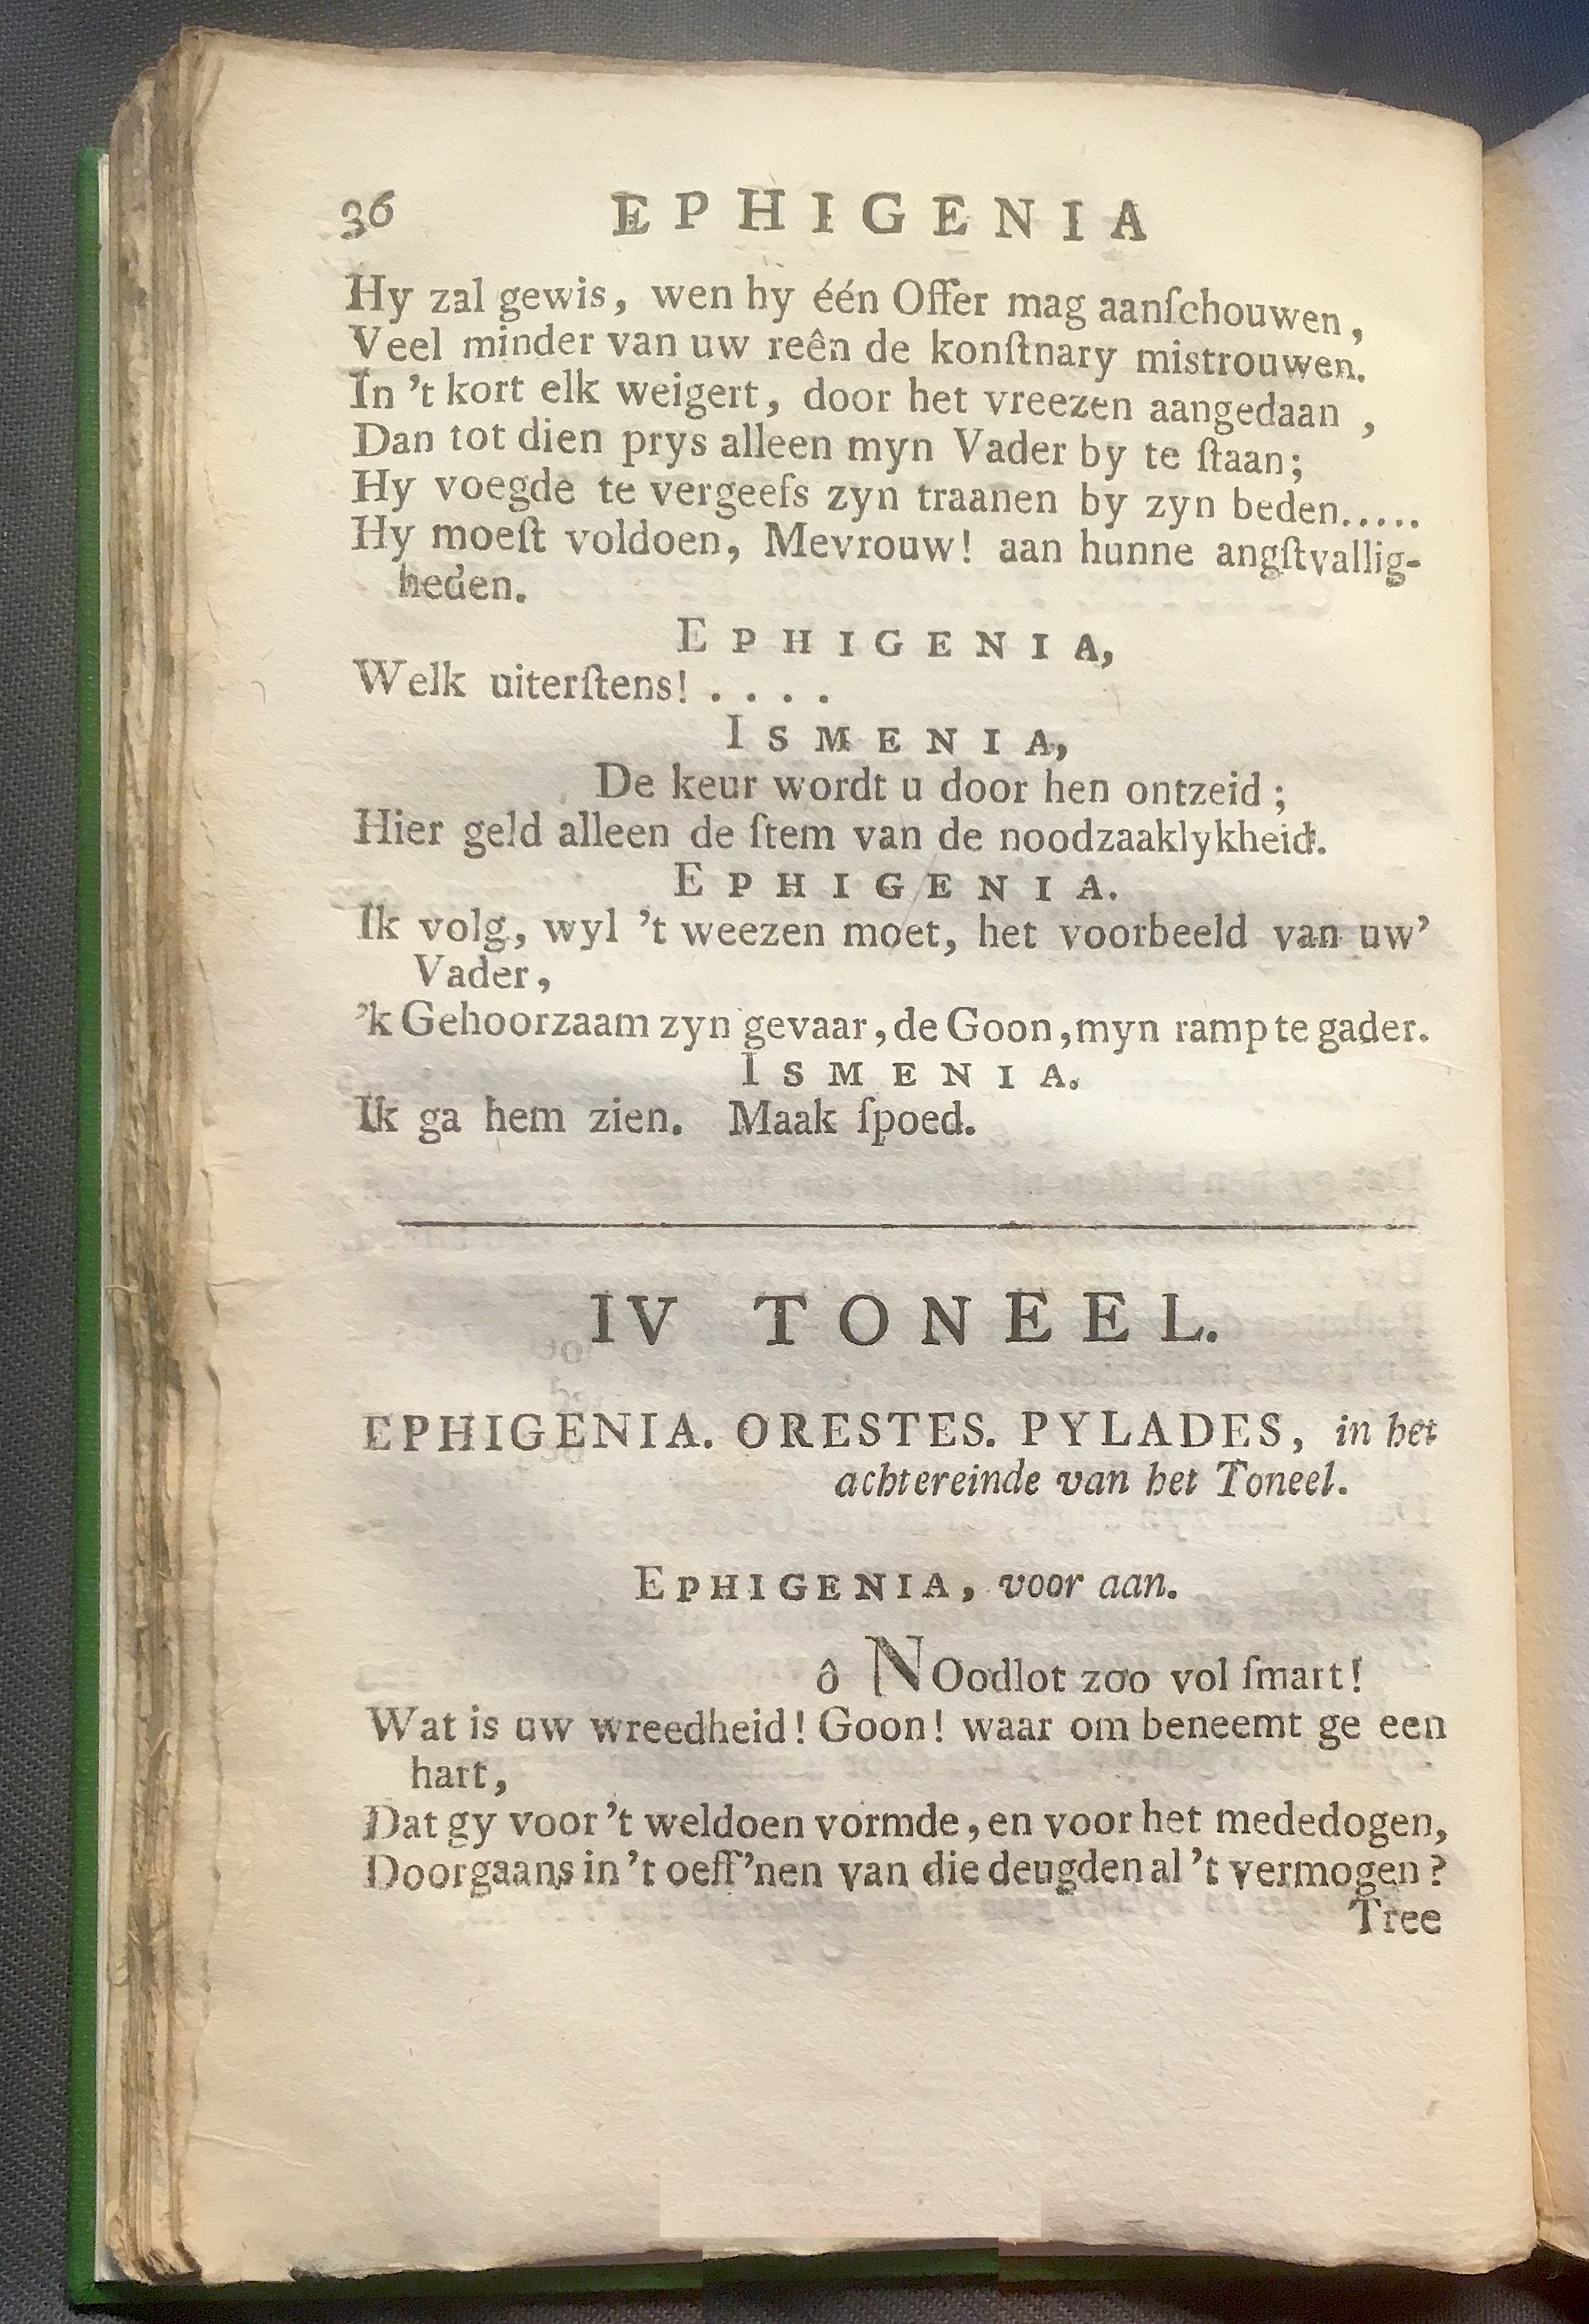 36 EPHIGENIA
Hy zal gewis, wen hy één Offer mag aanſchouwen,
Veel minder van uw reên de konſtnary mistrouwen.
In 't kort elk weigert, door het vreezen aangedaan,
Dan tot dien prys alleen myn Vader by te ſtaan;
Hy voegde te vergeefs zyn traanen by zyn beden.....
Hy moeſt voldoen, Mevrouw! aan hunne angſtvallig-
heden.
EPHIGENIA,
Welk uiterſtens! . . . .
ISMENIA,
De keur wordt u door hen ontzeid;
Hier geld alleen de ſtem van de noodzaaklykheid.
EPHIGENIA.
Ik volg, wyl 't weezen moet, het voorbeeld van uw'
Vader,
'k Gehoorzaam zyn gevaar, de Goon, myn ramp te gader.
ISMENIA.
Ik ga hem zien. Maak ſpoed.
IV TONEEL.
EPHIGENIA. ORESTES. PYLADES, in het
achtereinde van het Toneel.
EPHIGENIA, voor aan.
ô NOodlot zoo vol ſmart!
Wat is uw wreedheid! Goon! waar om beneemt ge een
hart,
Dat gy voor 't weldoen vormde, en voor het mededogen,
Doorgaans in 't oeff'nen van die deugden al 't vermogen?
Tree